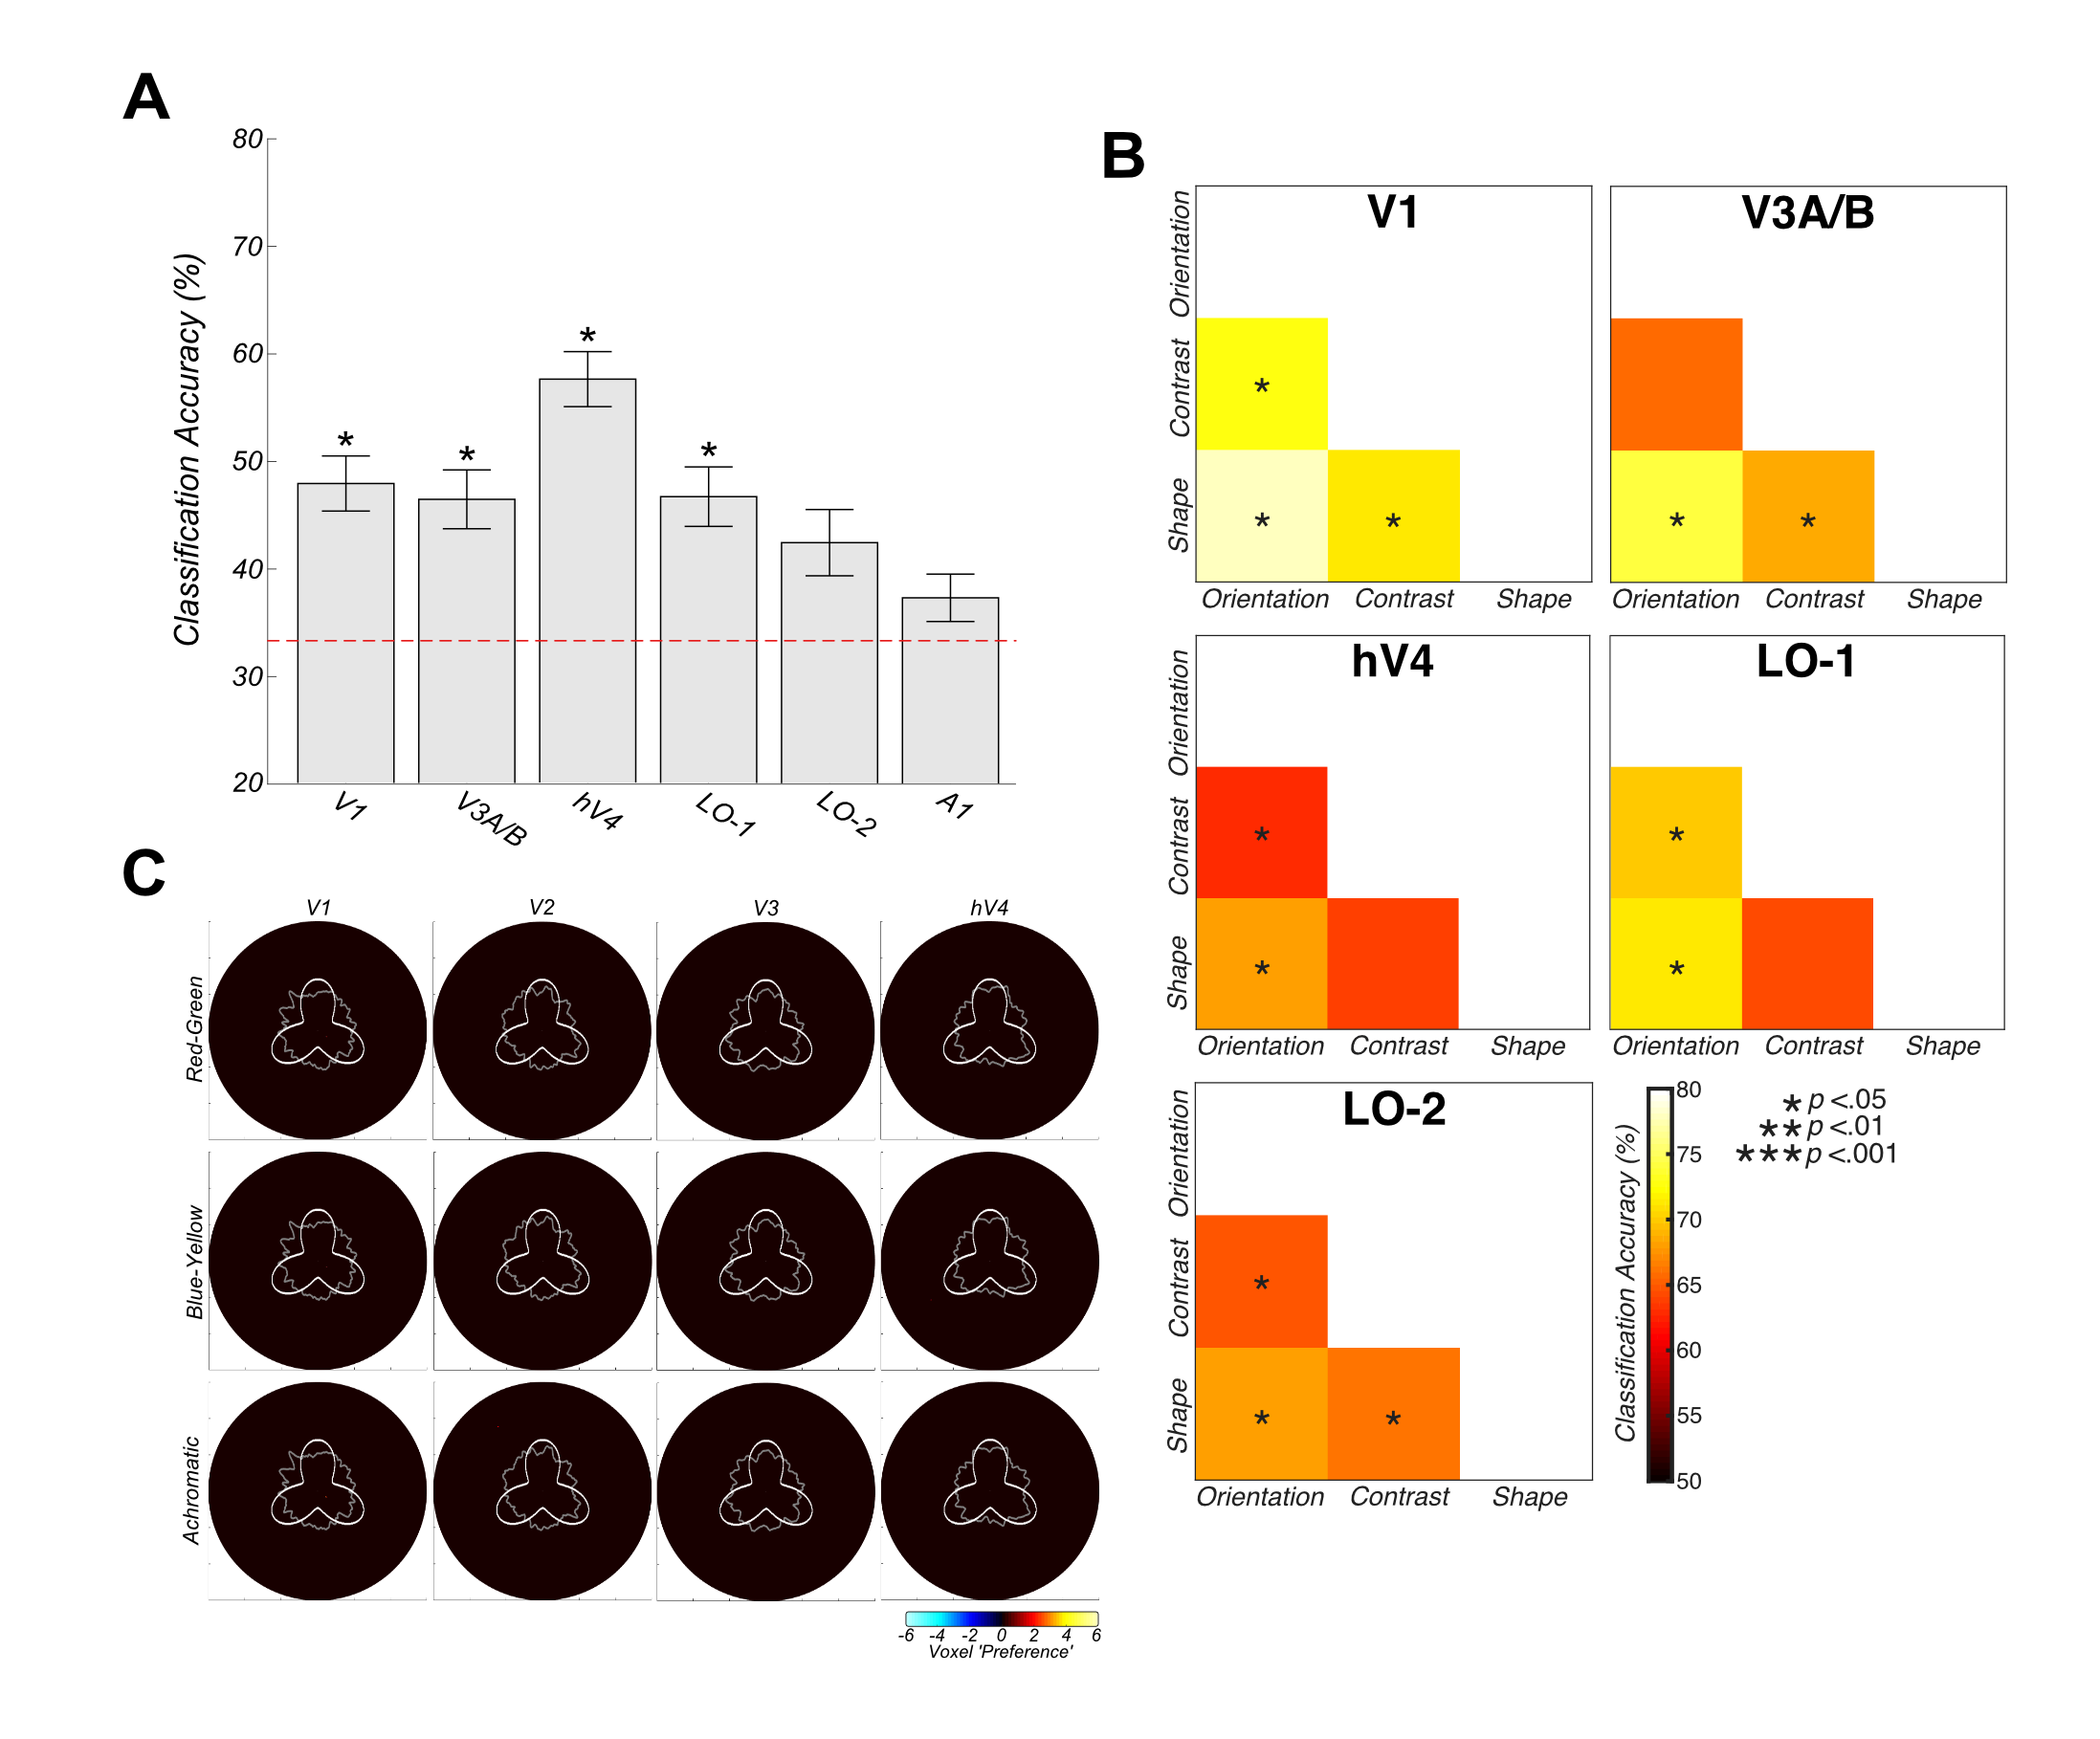 A
80
70
60
50
40
30
20
Classification Accuracy (%)
*
*
*
*
V1
V3A/B
hV4
LO-1
LO-2
A1
B
V1
Orientation
Contrast
Shape
*
*
*
Orientation Contrast Shape
V3A/B
*
*
Orientation Contrast Shape
hV4
Orientation
Contrast
Shape
*
*
Orientation Contrast Shape
LO-1
*
*
*
Orientation Contrast Shape
LO-2
Orientation
Contrast
Shape
*
*
*
Orientation Contrast Shape
Classification Accuracy (%)
80
75
70
65
60
55
50
* p <.05
** p <.01
*** p <.001
C
V1 V2 V3 hV4
Red-Green
Blue-Yellow
Achromatic
-6 -4 -2 0 2 4 6
Voxel 'Preference'